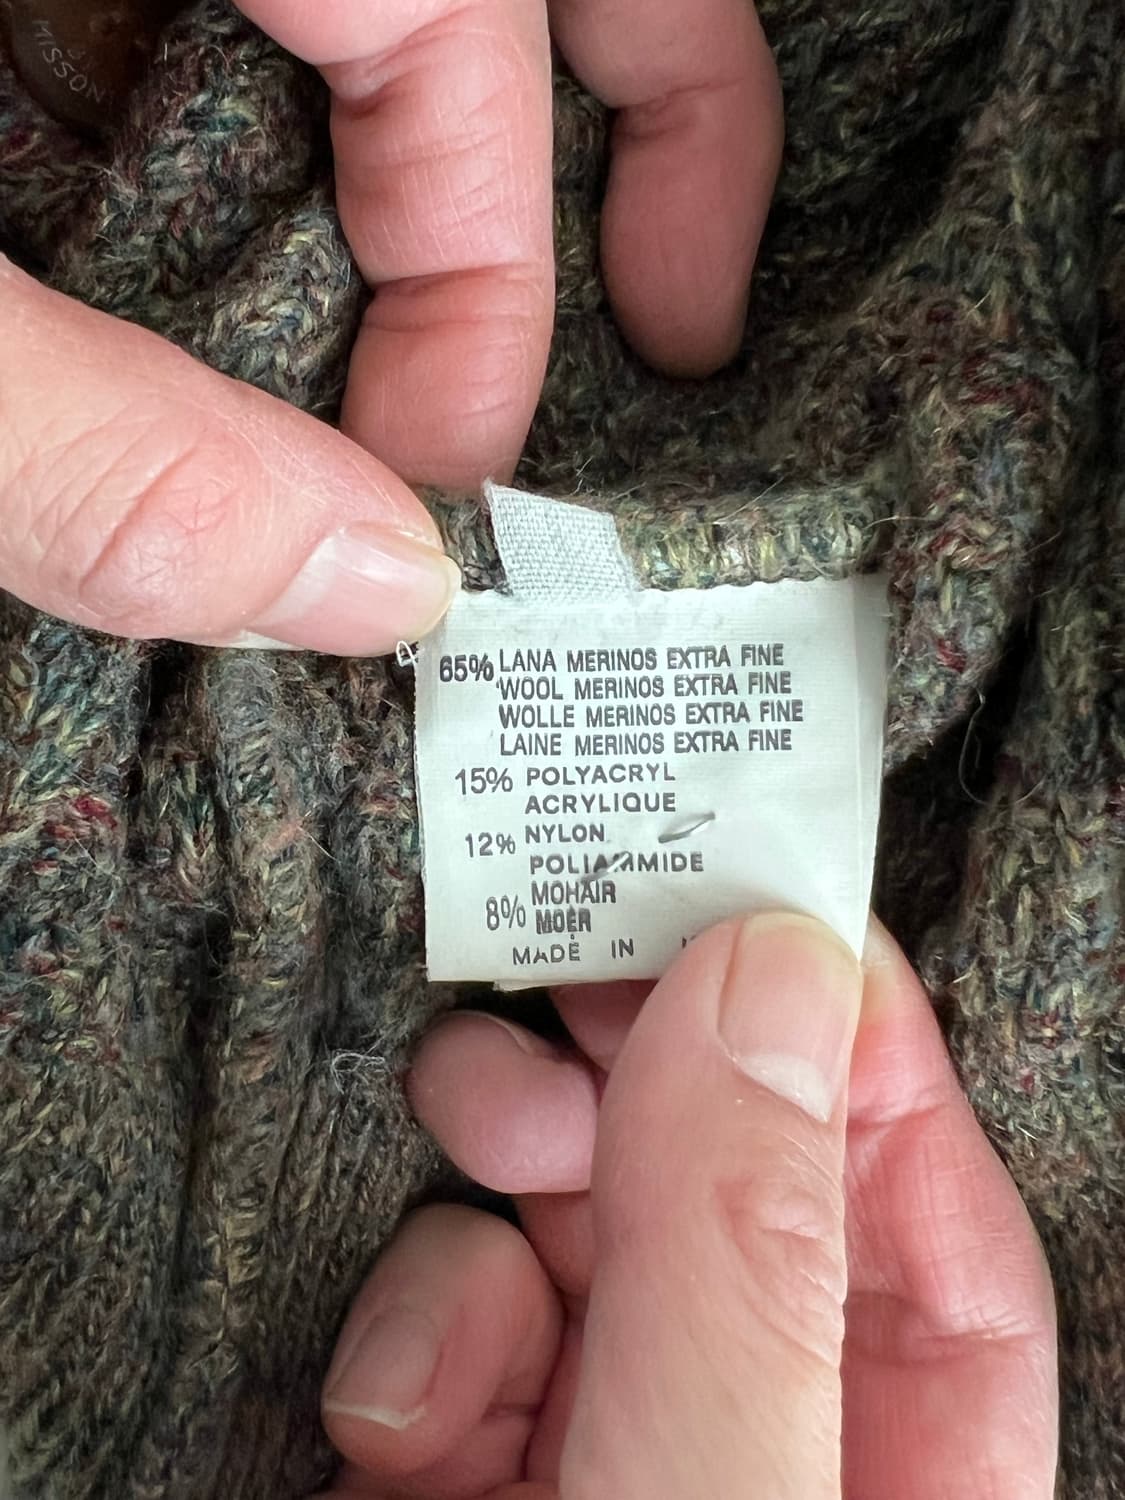 MISSON
65% LANA MERINOS EXTRA FINE
WOOL MERINOS EXTRA FINE
WOLLE MERINOS EXTRA FINE
LAINE MERINOS EXTRA FINE
15% POLYACRYL
ACRYLIQUE
12% NYLON
POLIAMMIDE
8% MOHAIR
MOER
MADE IN